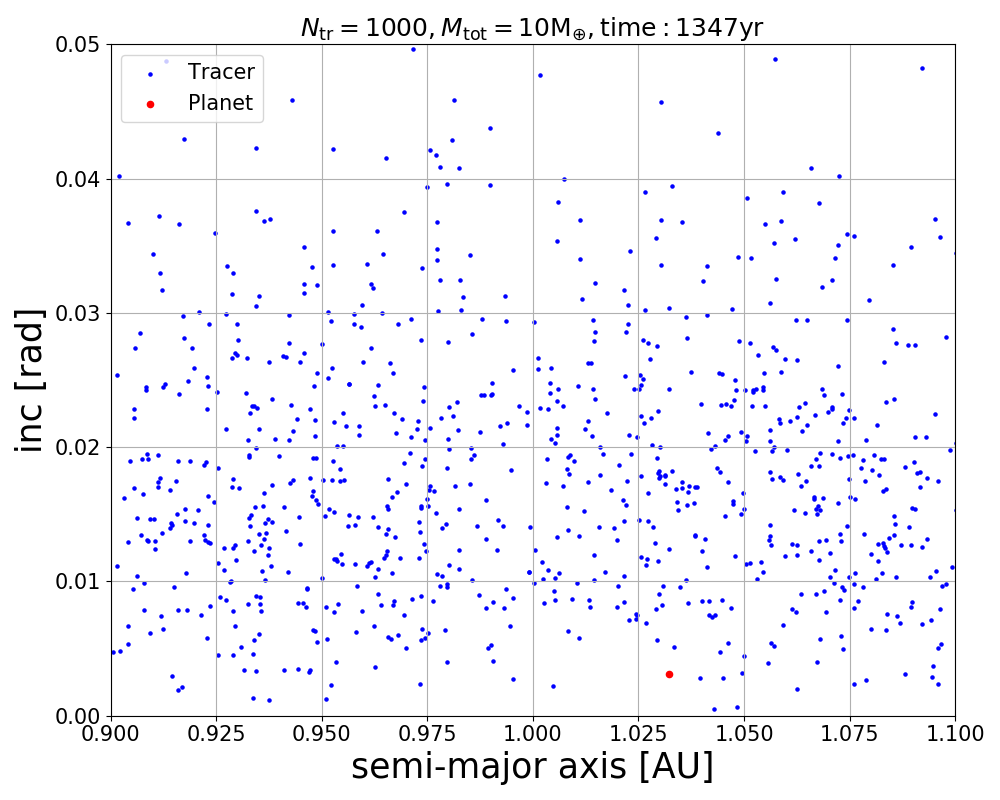 N_tr = 1000, M_tot = 10M_⊕, time : 1347yr
Tracer
Planet
inc [rad]
0.05
0.04
0.03
0.02
0.01
0.00
0.900 0.925 0.950 0.975 1.000 1.025 1.050 1.075 1.100
semi-major axis [AU]